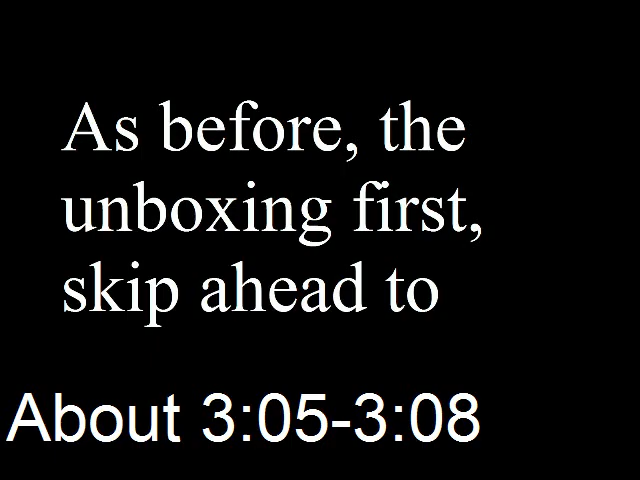 As before, the
unboxing first,
skip ahead to
About 3:05-3:08